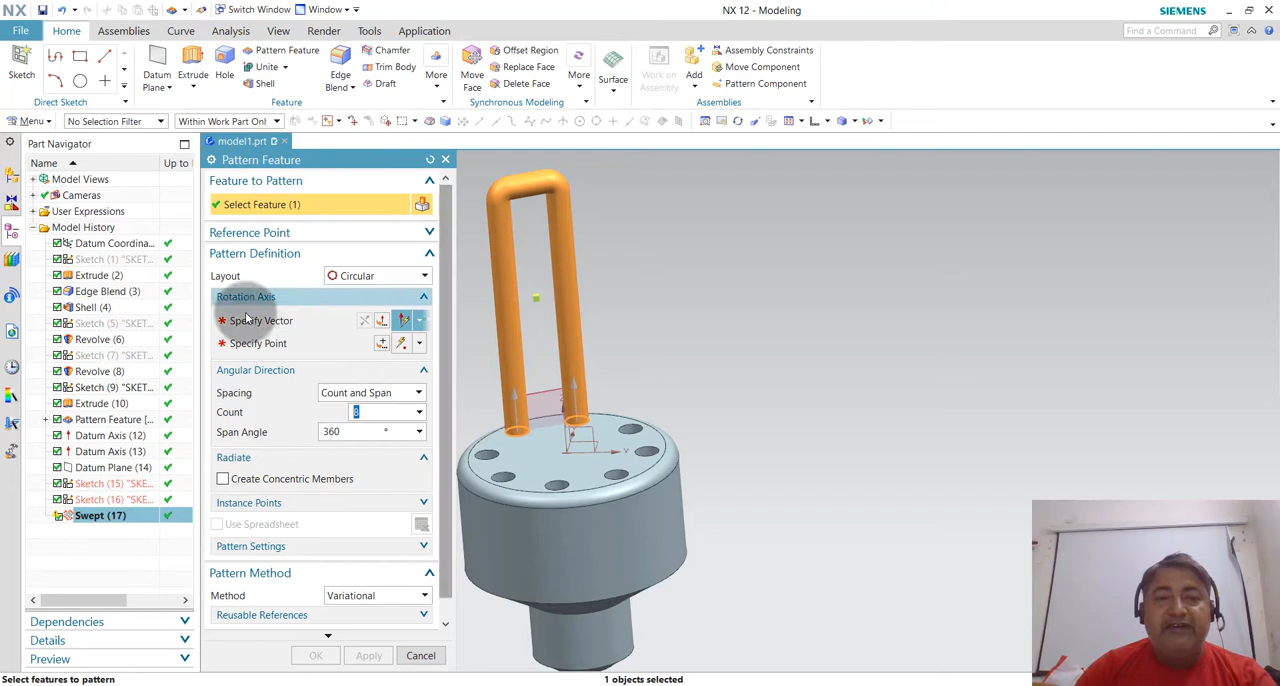 NX
Switch Window
Window
NX 12 - Modeling
SIEMENS
File
Home
Assemblies
Curve
Analysis
View
Render
Tools
Application
Find a Command
Sketch
Direct Sketch
Datum Plane
Extrude
Hole
Pattern Feature
Unite
Shell
Edge Blend
Chamfer
Trim Body
Draft
More
Feature
Move Face
Offset Region
Replace Face
Delete Face
More
Synchronous Modeling
Surface
Work on Assembly
Add
Assembly Constraints
Move Component
Pattern Component
Assemblies
Menu
No Selection Filter
Within Work Part Onl
Part Navigator
Name
Up to
Model Views
Cameras
User Expressions
Model History
Datum Coordina...
Sketch (1) "SKET...
Extrude (2)
Edge Blend (3)
Shell (4)
Sketch (5) "SKET...
Revolve (6)
Sketch (7) "SKET...
Revolve (8)
Sketch (9) "SKE...
Extrude (10)
Pattern Feature [...
Datum Axis (12)
Datum Axis (13)
Datum Plane (14)
Sketch (15) "SKE...
Sketch (16) "SKE...
Swept (17)
Dependencies
Details
Preview
model1.prt
Pattern Feature
Feature to Pattern
Select Feature (1)
Reference Point
Pattern Definition
Layout
Circular
Rotation Axis
* Specify Vector
* Specify Point
Angular Direction
Spacing
Count and Span
Count
8
Span Angle
360
°
Radiate
Create Concentric Members
Instance Points
Use Spreadsheet
Pattern Settings
Pattern Method
Method
Variational
Reusable References
OK
Apply
Cancel
Y
Select features to pattern
1 objects selected